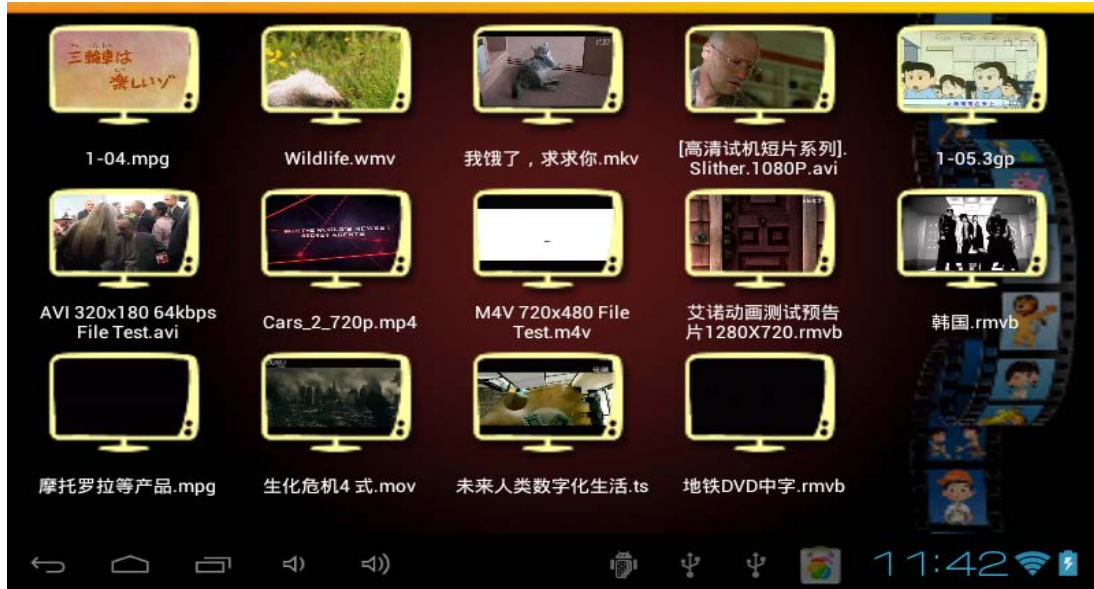 三輪車は
楽しいゾ
1-04.mpg
Wildlife.wmv
我饿了，求求你.mkv
[高清试机短片系列].
Slither.1080P.avi
1-05.3gp
AVI 320x180 64kbps
File Test.avi
Cars_2_720p.mp4
M4V 720x480 File
Test.m4v
艾诺动画测试预告
片1280X720.rmvb
韩国.rmvb
摩托罗拉等产品.mpg
生化危机4 式.mov
未来人类数字化生活.ts
地铁DVD中字.rmvb
11:42